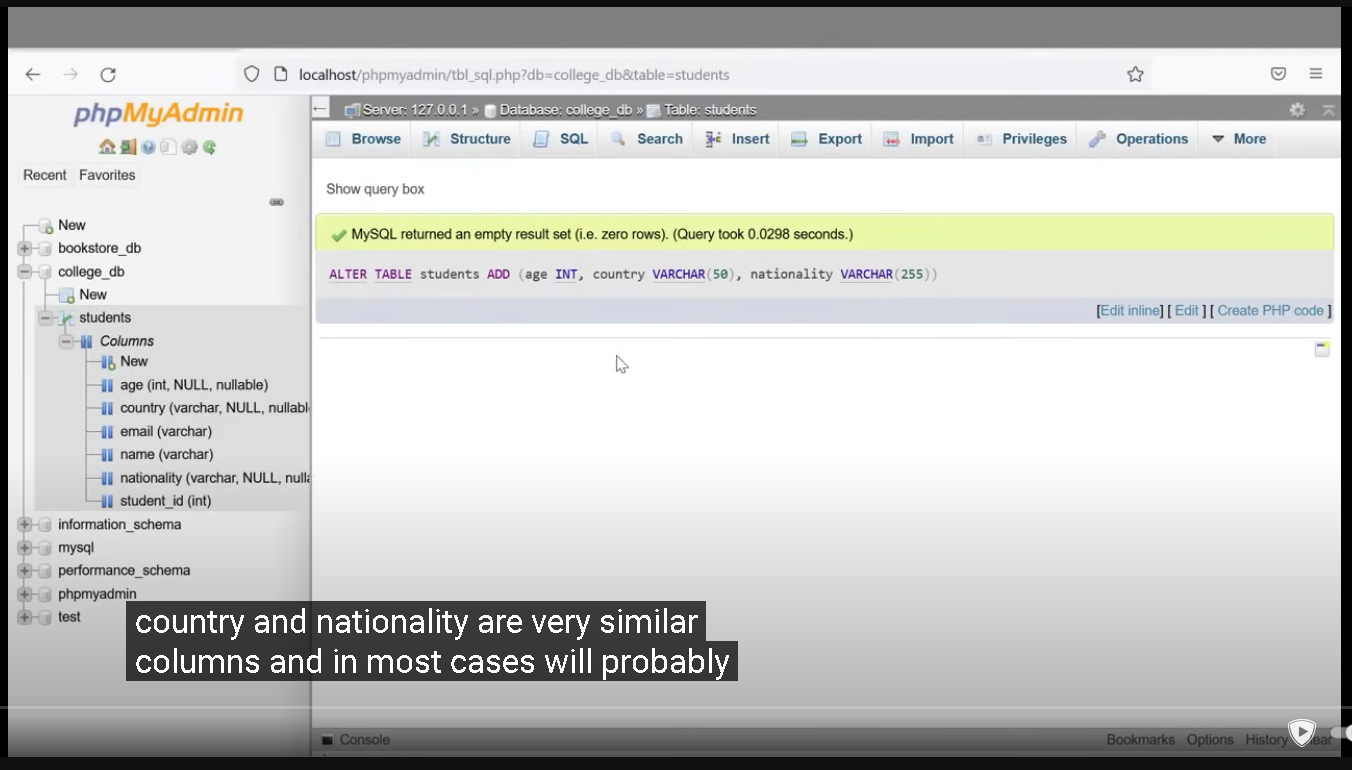 localhost/phpmyadmin/tbl_sql.php?db=college_db&table=students
phpMyAdmin
Recent Favorites
New
bookstore_db
college_db
New
students
Columns
New
age (int, NULL, nullable)
country (varchar, NULL, nullabl
email (varchar)
name (varchar)
nationality (varchar, NULL, nulla
student_id (int)
information_schema
mysql
performance_schema
phpmyadmin
test
Server: 127.0.0.1 » Database: college_db » Table: students
Browse Structure SQL Search Insert Export Import Privileges Operations More
Show query box
MySQL returned an empty result set (i.e. zero rows). (Query took 0.0298 seconds.)
ALTER TABLE students ADD (age INT, country VARCHAR(50), nationality VARCHAR(255))
[Edit inline] [ Edit ] [ Create PHP code ]
country and nationality are very similar
columns and in most cases will probably
Console Bookmarks Options History